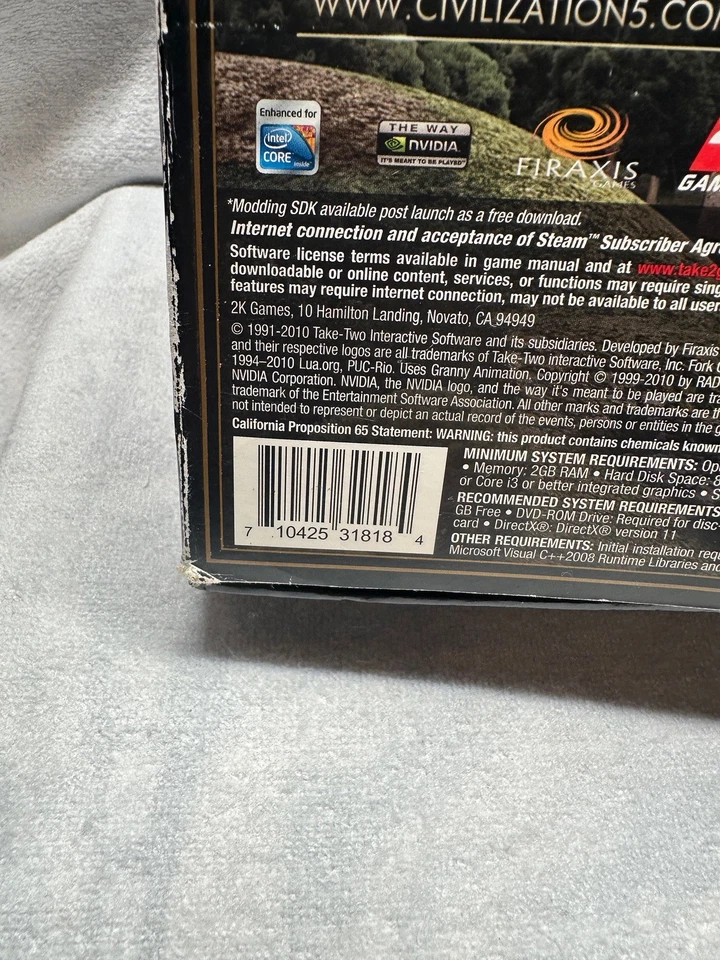 WWW.CIVILIZATION5.CO
Enhanced for
intel
CORE
inside
THE WAY
NVIDIA.
IT'S MEANT TO BE PLAYED
FIRAXIS
GAMES
GAM
*Modding SDK available post launch as a free download.
Internet connection and acceptance of Steam™ Subscriber Agre
Software license terms available in game manual and at www.take2g
downloadable or online content, services, or functions may require sing
features may require internet connection, may not be available to all user
2K Games, 10 Hamilton Landing, Novato, CA 94949
© 1991-2010 Take-Two Interactive Software and its subsidiaries. Developed by Firaxis
and their respective logos are all trademarks of Take-Two interactive Software, Inc. Fork
1994–2010 Lua.org, PUC-Rio. Uses Granny Animation. Copyright © 1999-2010 by RAD
NVIDIA Corporation. NVIDIA, the NVIDIA logo, and the way it's meant to be played are tra
trademark of the Entertainment Software Association. All other marks and trademarks are
not intended to represent or depict an actual record of the events, persons or entities in the g
California Proposition 65 Statement: WARNING: this product contains chemicals known
MINIMUM SYSTEM REQUIREMENTS: Op
• Memory: 2GB RAM • Hard Disk Space: 8
or Core i3 or better integrated graphics • S
RECOMMENDED SYSTEM REQUIREMENTS
GB Free • DVD-ROM Drive: Required for disc
card • DirectX®: DirectX® version 11
OTHER REQUIREMENTS: Initial installation requ
Microsoft Visual C++2008 Runtime Libraries and
7 10425 31818 4